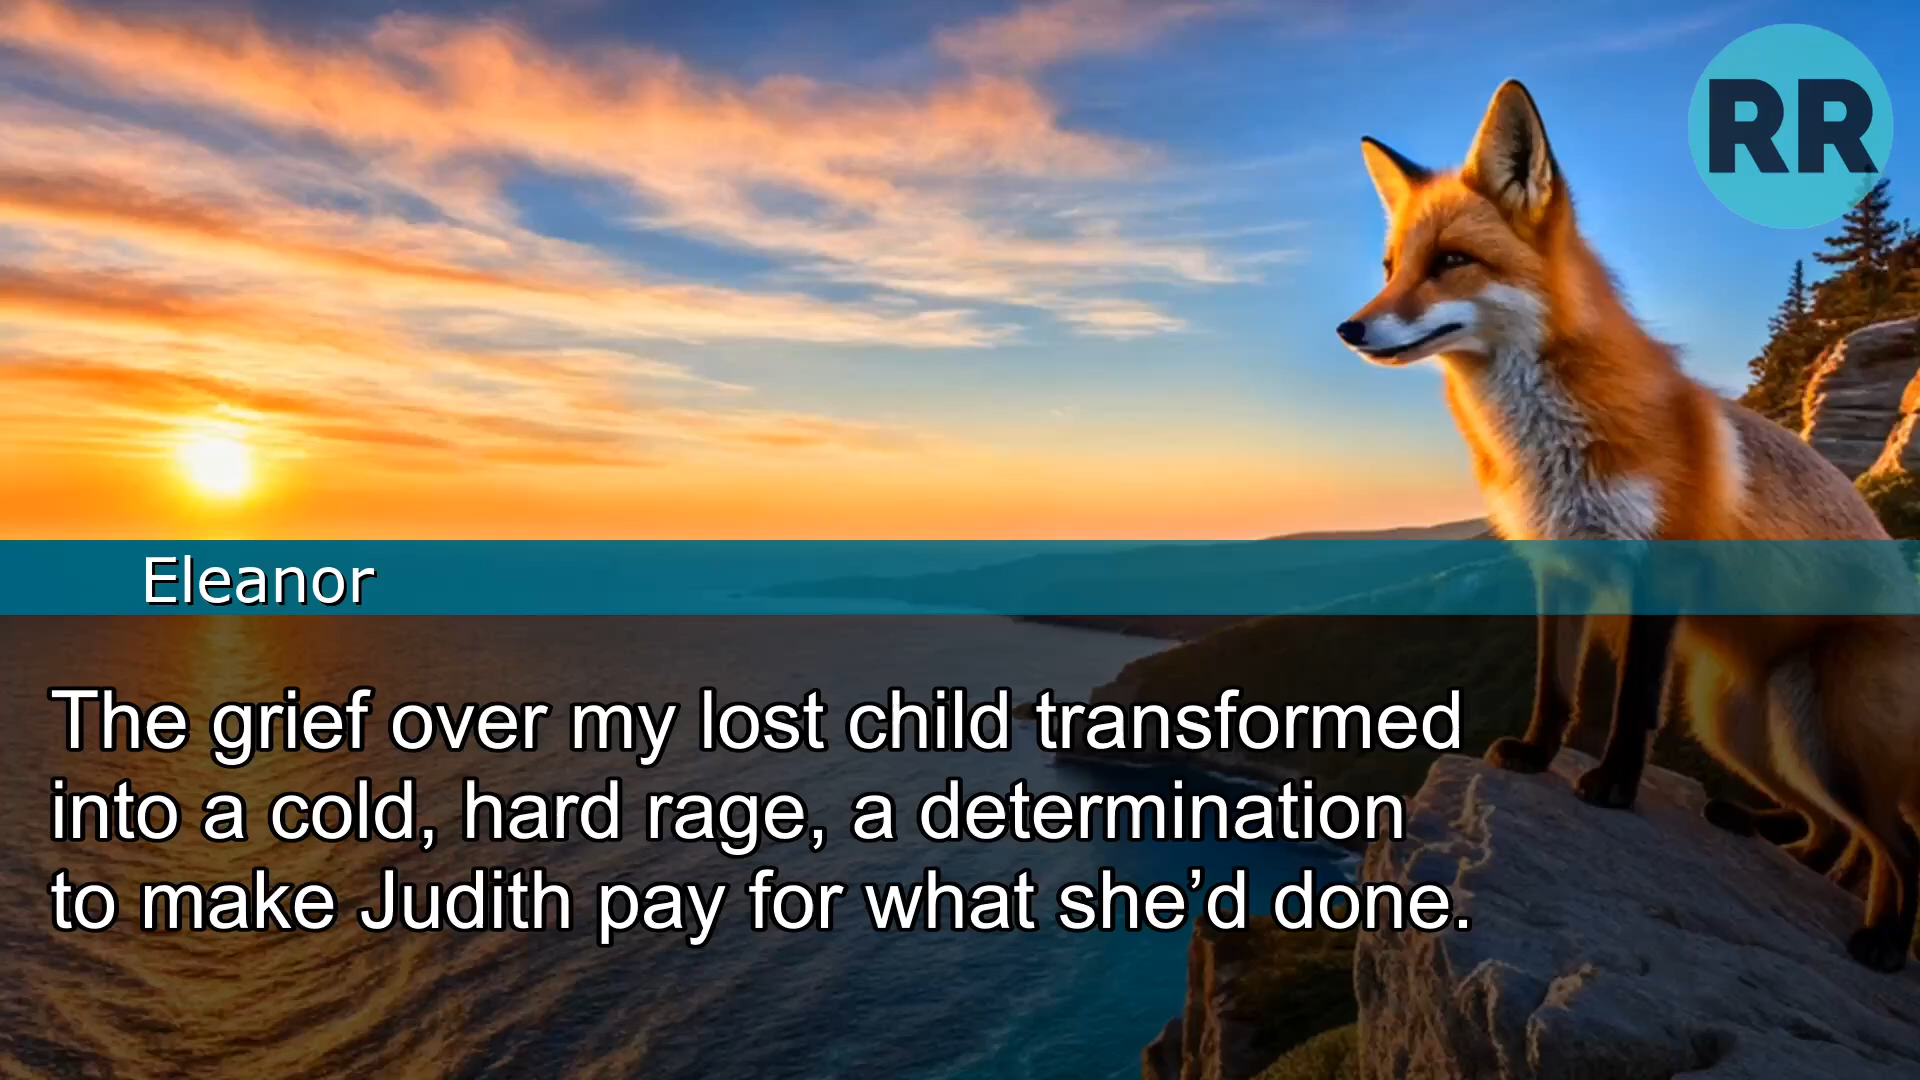 RR
Eleanor
The grief over my lost child transformed
into a cold, hard rage, a determination
to make Judith pay for what she’d done.